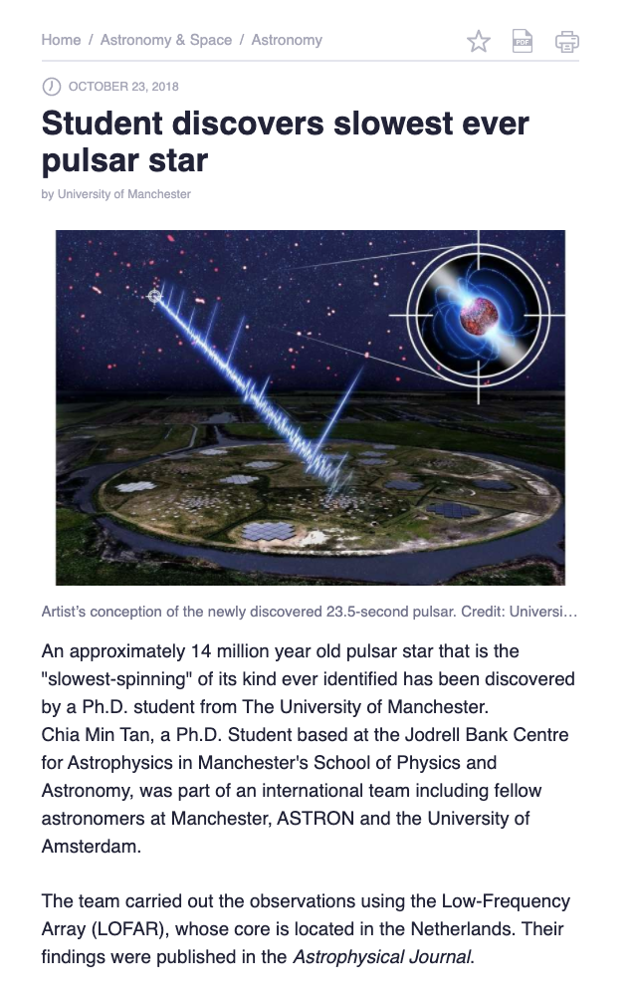 Home / Astronomy & Space / Astronomy
PDF
OCTOBER 23, 2018
Student discovers slowest ever
pulsar star
by University of Manchester
Artist's conception of the newly discovered 23.5-second pulsar. Credit: Universi...
An approximately 14 million year old pulsar star that is the
"slowest-spinning" of its kind ever identified has been discovered
by a Ph.D. student from The University of Manchester.
Chia Min Tan, a Ph.D. Student based at the Jodrell Bank Centre
for Astrophysics in Manchester's School of Physics and
Astronomy, was part of an international team including fellow
astronomers at Manchester, ASTRON and the University of
Amsterdam.
The team carried out the observations using the Low-Frequency
Array (LOFAR), whose core is located in the Netherlands. Their
findings were published in the Astrophysical Journal.